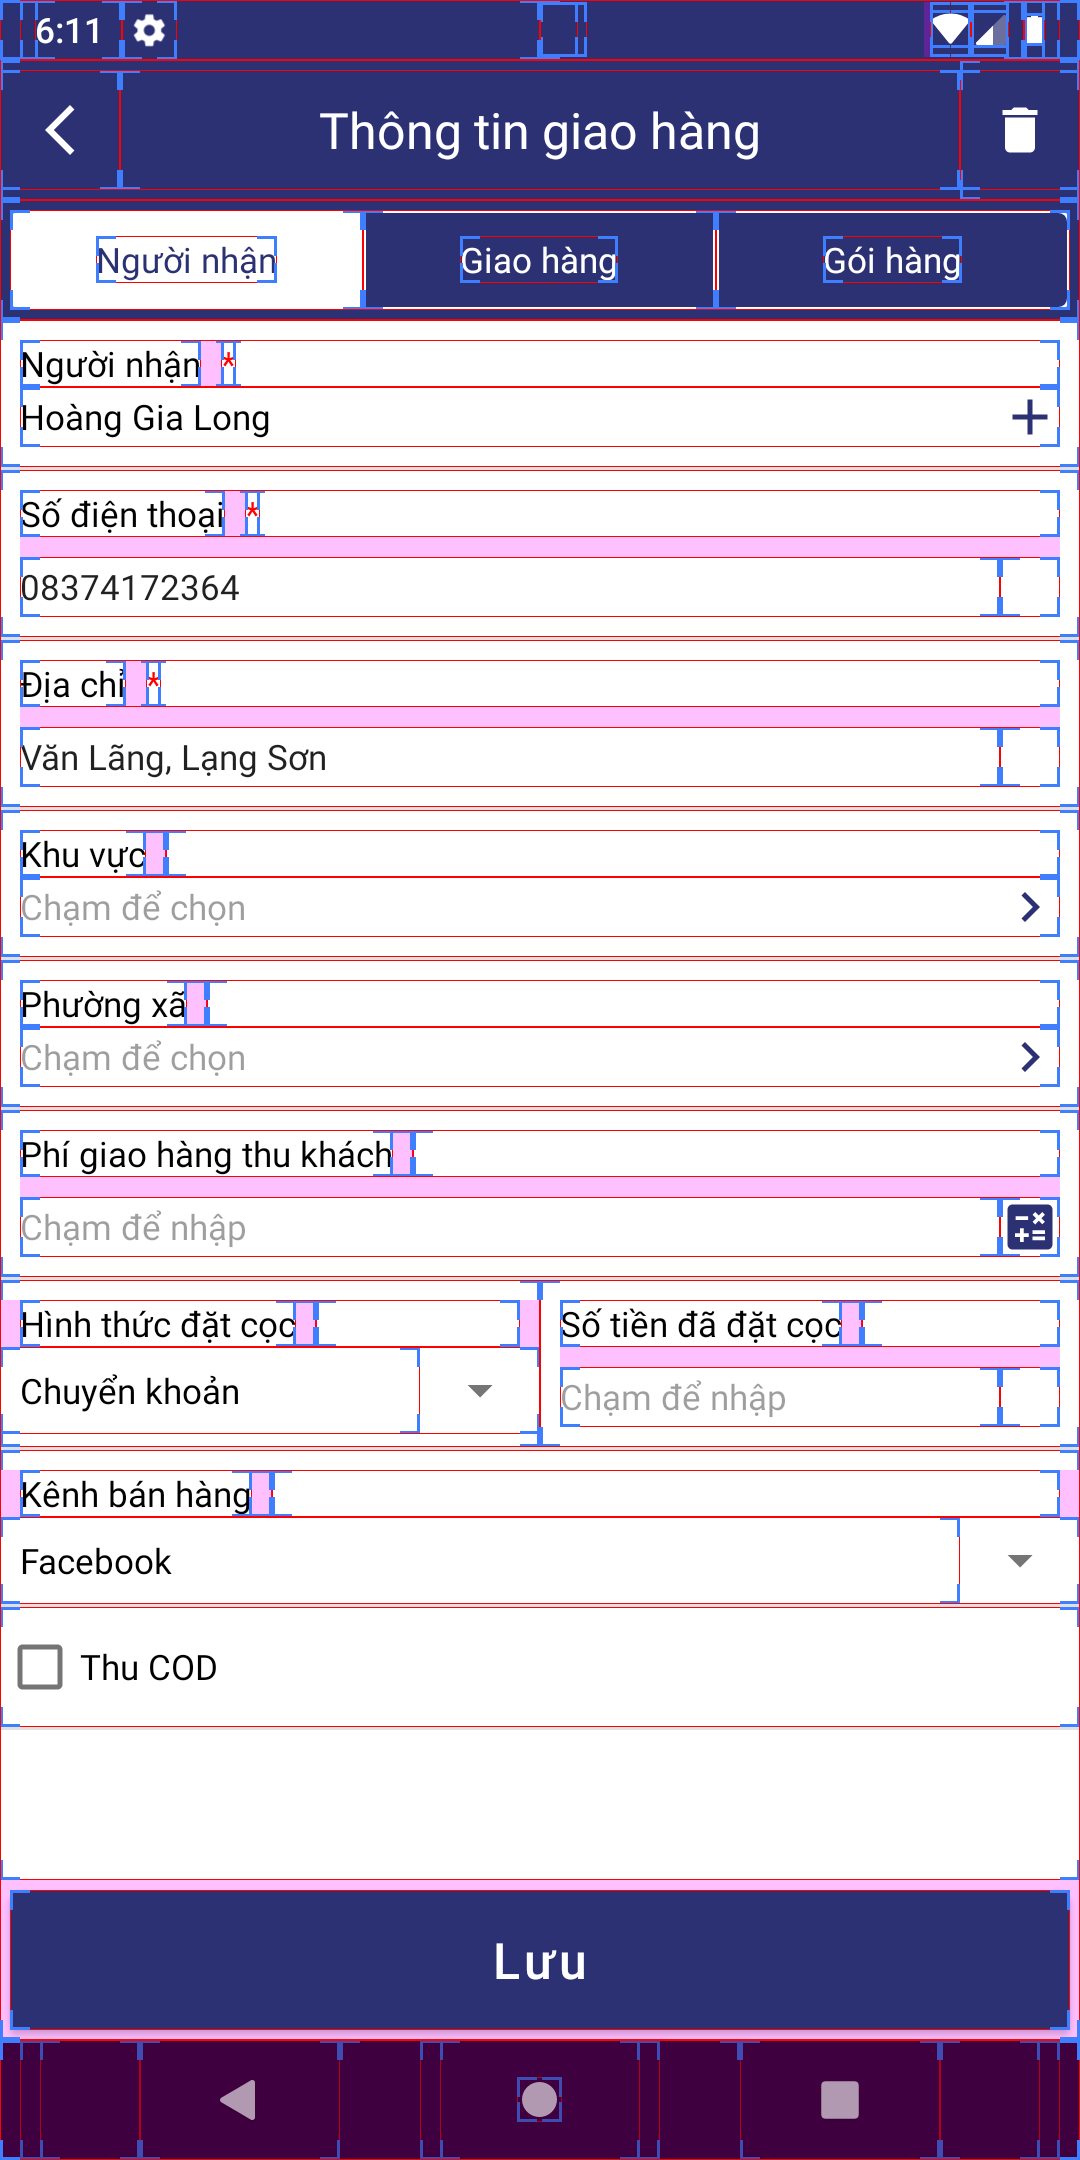 6:11
Thông tin giao hàng
Người nhận Giao hàng Gói hàng
Người nhận *
Hoàng Gia Long
Số điện thoại *
08374172364
Địa chỉ *
Văn Lãng, Lạng Sơn
Khu vực
Chạm để chọn
Phường xã
Chạm để chọn
Phí giao hàng thu khách
Chạm để nhập
Hình thức đặt cọc Số tiền đã đặt cọc
Chuyển khoản Chạm để nhập
Kênh bán hàng
Facebook
Thu COD
Lưu